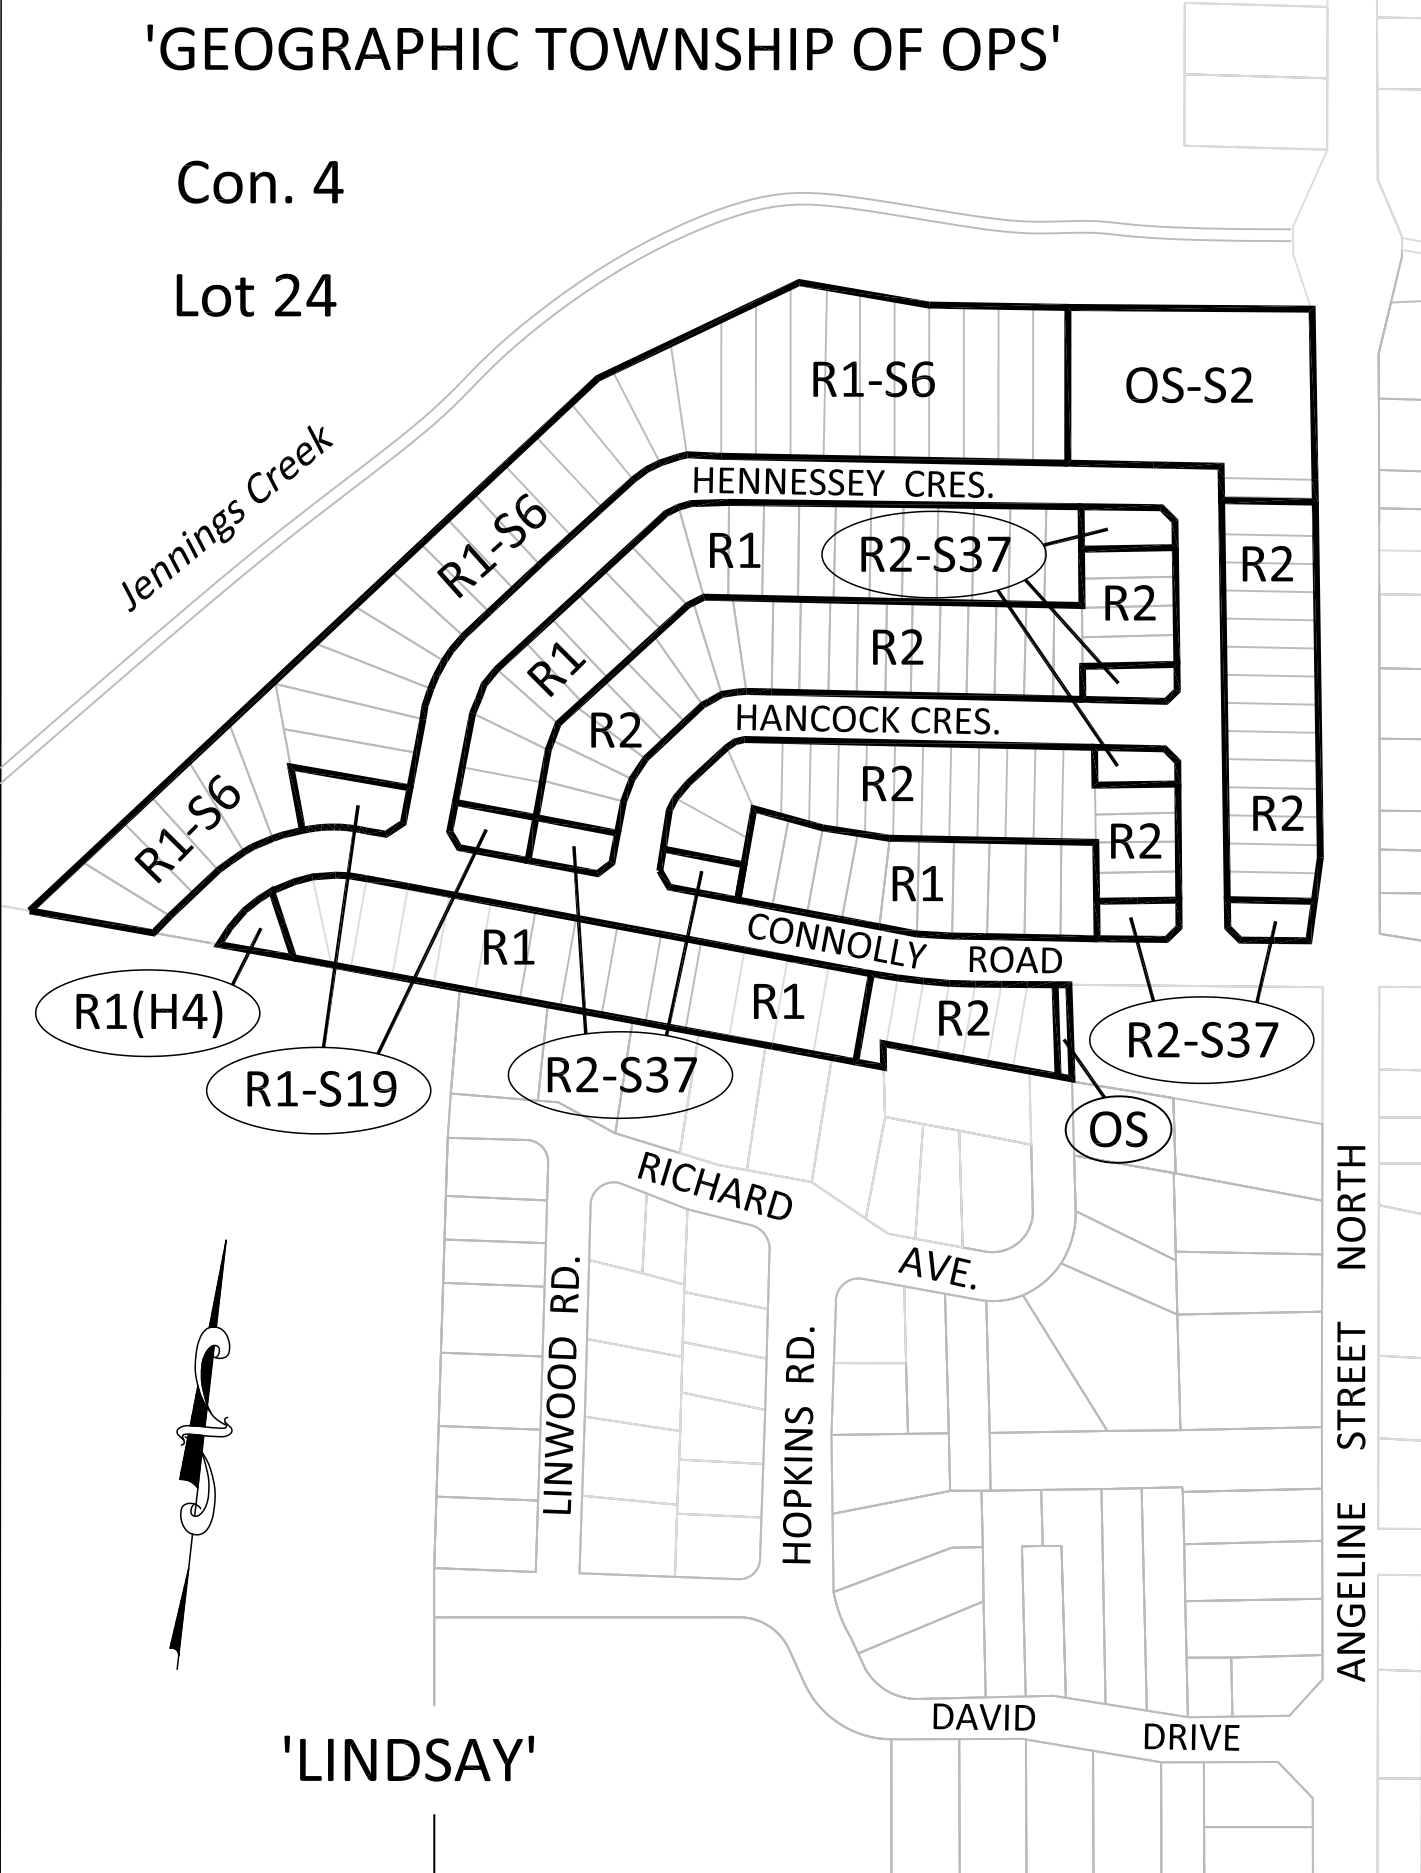 'GEOGRAPHIC TOWNSHIP OF OPS'
Con. 4
Lot 24
Jennings Creek
R1-S6
OS-S2
HENNESSEY CRES.
R1-S6
R1
R2-S37
R2
R2
R1
R2
R2
HANCOCK CRES.
R2
R1-S6
R2
R2
R1
CONNOLLY ROAD
R1
R1
R2
R1(H4)
R1-S19
R2-S37
R2-S37
OS
RICHARD AVE.
LINWOOD RD.
HOPKINS RD.
ANGELINE STREET NORTH
DAVID DRIVE
'LINDSAY'